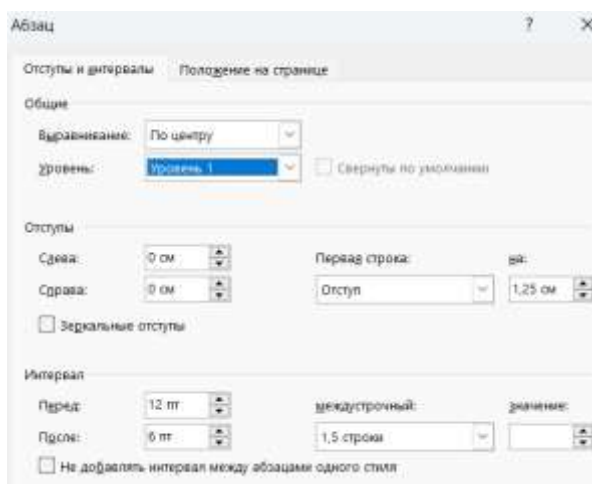 Абзац ? ×
Отступы и интервалы Положение на странице
Общие
Выравнивание: По центру
Уровень: Уровень 1 Свернуты по умолчанию
Отступы
Слева: 0 см Первая строка: на:
Справа: 0 см Отступ 1,25 см
Зеркальные отступы
Интервал
Перед: 12 пт междустрочный: значение:
После: 6 пт 1,5 строки
Не добавлять интервал между абзацами одного стиля